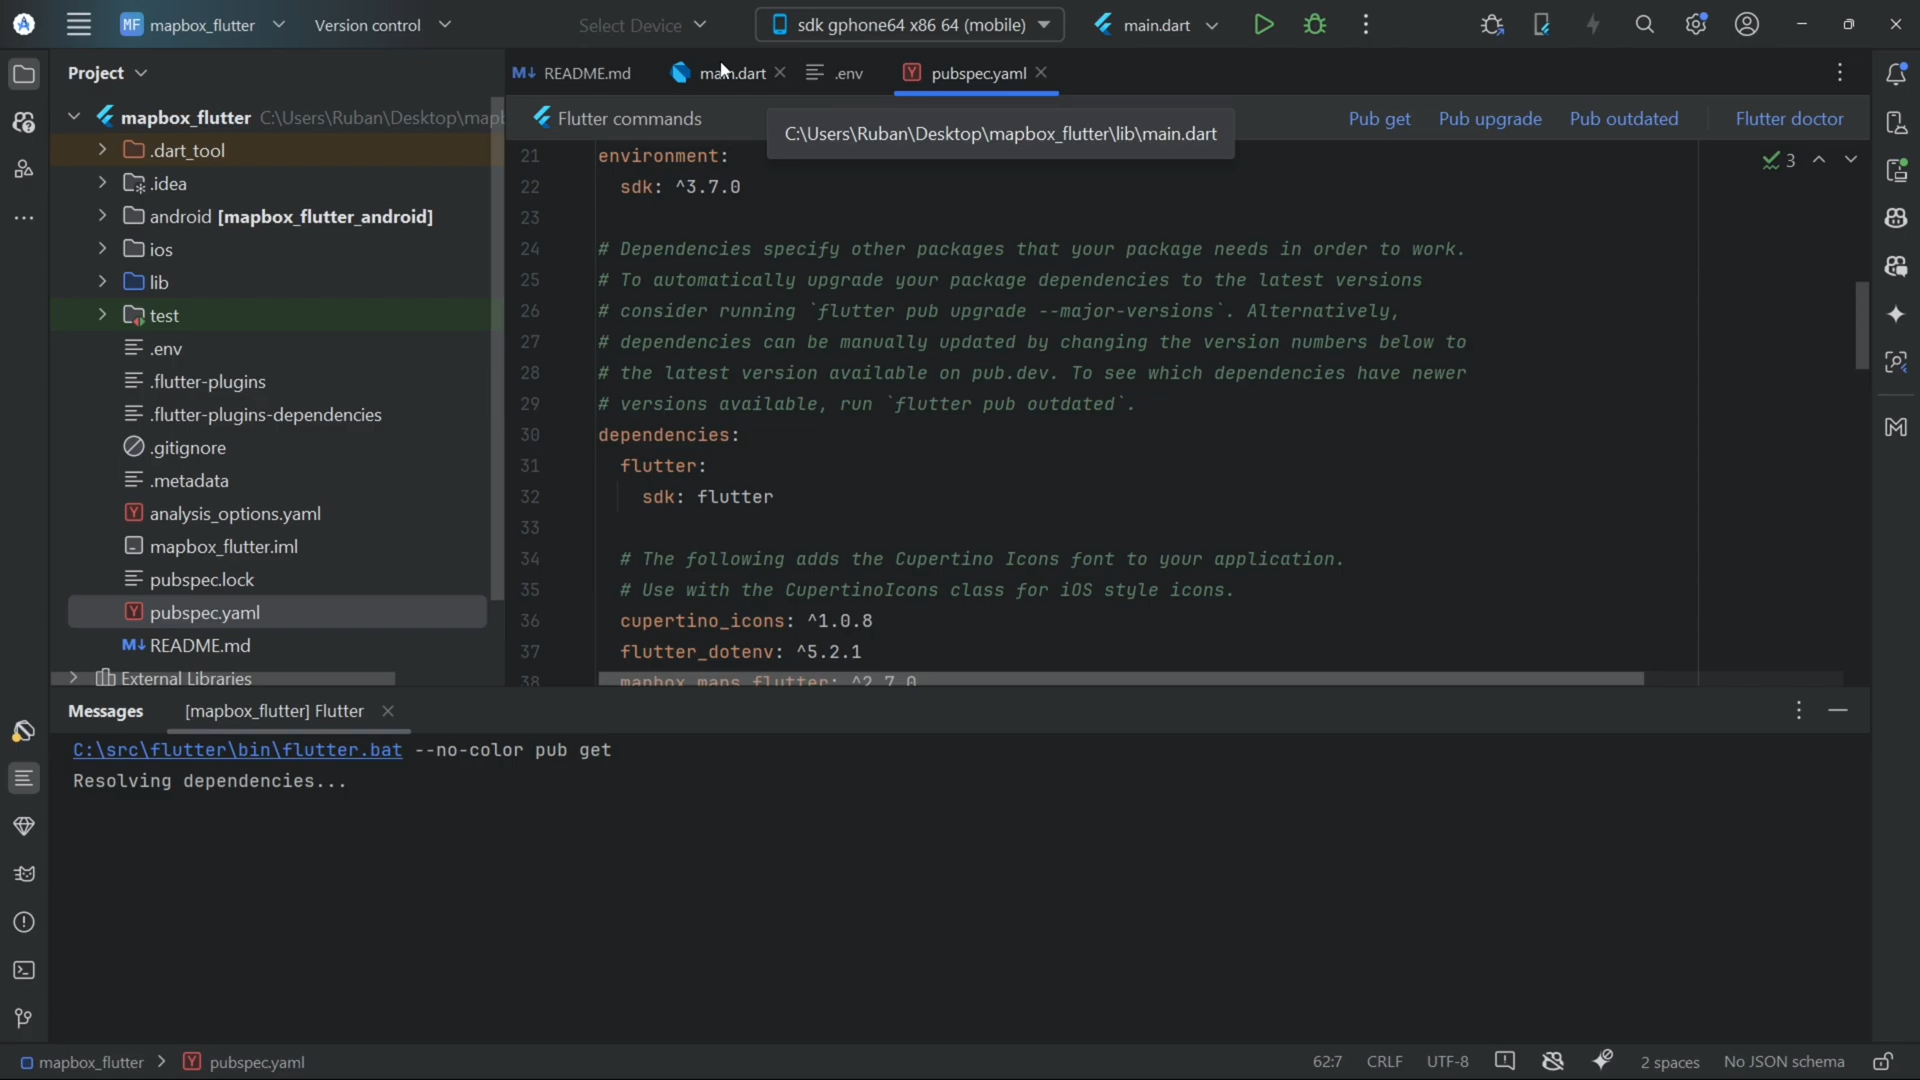 MF mapbox_flutter Version control Select Device sdk gphone64 x86 64 (mobile) main.dart
Project
M↓ README.md main.dart .env Y pubspec.yaml
mapbox_flutter C:\Users\Ruban\Desktop\mapb
Flutter commands Pub get Pub upgrade Pub outdated Flutter doctor
C:\Users\Ruban\Desktop\mapbox_flutter\lib\main.dart
.dart_tool
.idea
android [mapbox_flutter_android]
ios
lib
test
.env
.flutter-plugins
.flutter-plugins-dependencies
.gitignore
.metadata
Y analysis_options.yaml
mapbox_flutter.iml
pubspec.lock
Y pubspec.yaml
M↓ README.md
External Libraries
3
21 environment:
22 sdk: ^3.7.0
23
24 # Dependencies specify other packages that your package needs in order to work.
25 # To automatically upgrade your package dependencies to the latest versions
26 # consider running `flutter pub upgrade --major-versions`. Alternatively,
27 # dependencies can be manually updated by changing the version numbers below to
28 # the latest version available on pub.dev. To see which dependencies have newer
29 # versions available, run `flutter pub outdated`.
30 dependencies:
31 flutter:
32 sdk: flutter
33
34 # The following adds the Cupertino Icons font to your application.
35 # Use with the CupertinoIcons class for iOS style icons.
36 cupertino_icons: ^1.0.8
37 flutter_dotenv: ^5.2.1
38 mapbox_maps_flutter: ^2.7.0
Messages [mapbox_flutter] Flutter
C:\src\flutter\bin\flutter.bat --no-color pub get
Resolving dependencies...
mapbox_flutter > Y pubspec.yaml 62:7 CRLF UTF-8 2 spaces No JSON schema